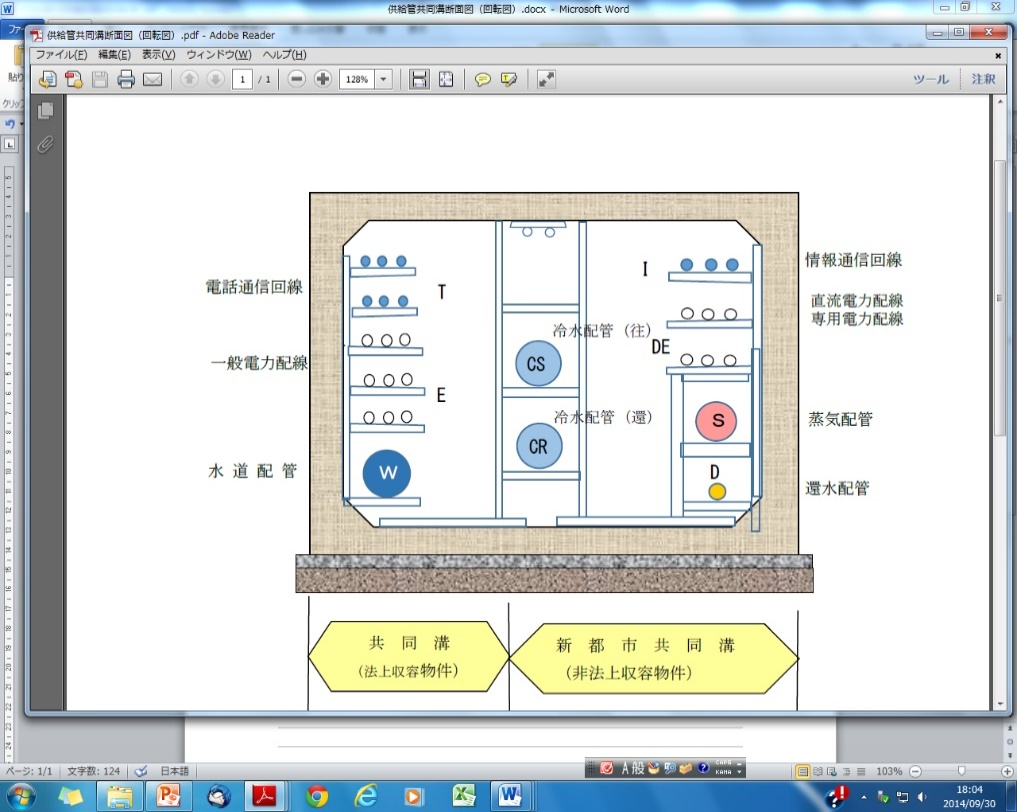 供給管共同溝断面図（回転図）.docx - Microsoft Word
供給管共同溝断面図（回転図）.pdf - Adobe Reader
ファイル(F) 編集(E) 表示(V) ウィンドウ(W) ヘルプ(H)
1 / 1 128% ツール 注釈
情報通信回線
I
電話通信回線
T
直流電力配線
専用電力配線
冷水配管（往）
DE
一般電力配線
CS
E
冷水配管（還）
S
蒸気配管
CR
水 道 配 管
W
D
還水配管
共 同 溝
（法上収容物件）
新 都 市 共 同 溝
（非法上収容物件）
ページ: 1/1 文字数: 124 日本語
A 般
CAPS
KANA
103%
18:04
2014/09/30